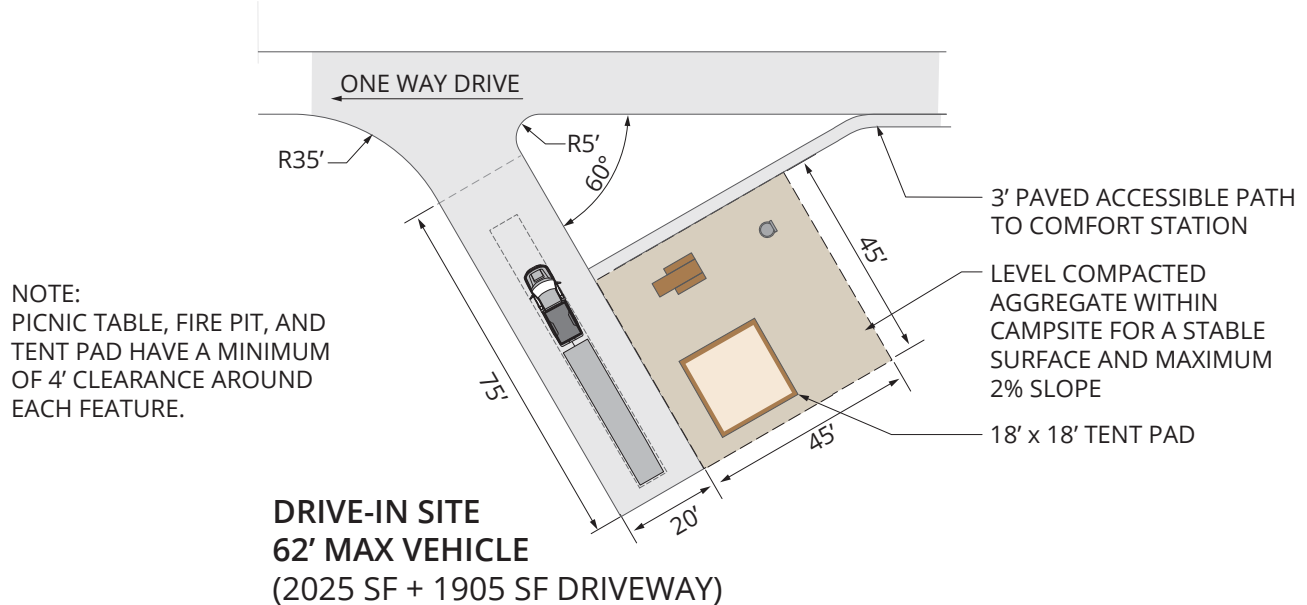 ONE WAY DRIVE
R35’
R5’
60°
3’ PAVED ACCESSIBLE PATH
TO COMFORT STATION
45’
LEVEL COMPACTED
AGGREGATE WITHIN
CAMPSITE FOR A STABLE
SURFACE AND MAXIMUM
2% SLOPE
NOTE:
PICNIC TABLE, FIRE PIT, AND
TENT PAD HAVE A MINIMUM
OF 4’ CLEARANCE AROUND
EACH FEATURE.
75’
45’
18’ x 18’ TENT PAD
20’
DRIVE-IN SITE
62’ MAX VEHICLE
(2025 SF + 1905 SF DRIVEWAY)